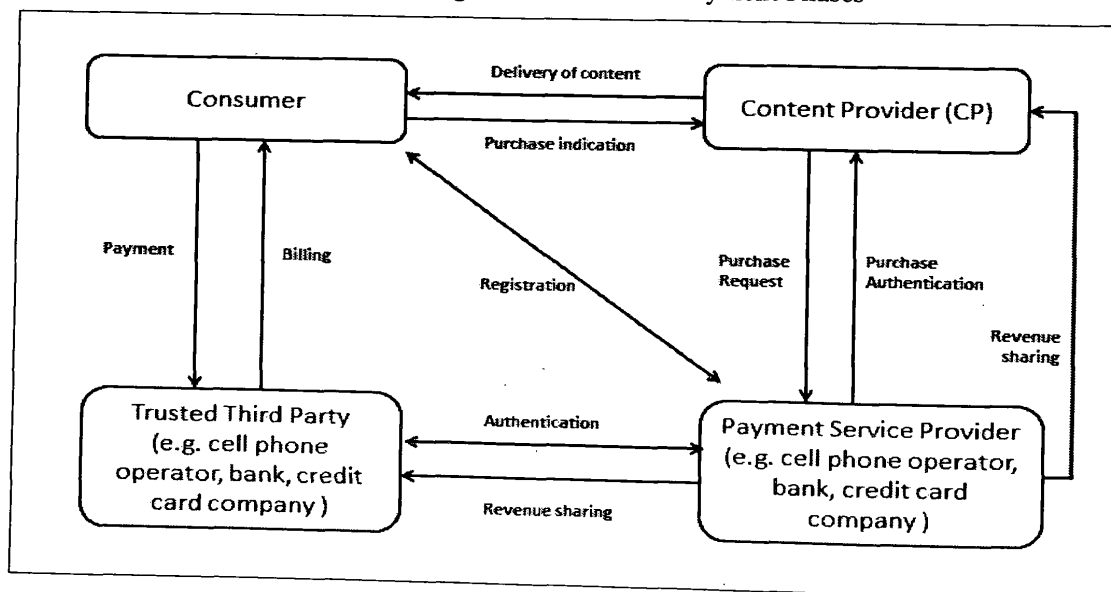 Delivery of content
Consumer
Content Provider (CP)
Purchase indication
Payment
Billing
Registration
Purchase
Request
Purchase
Authentication
Revenue
sharing
Trusted Third Party
(e.g. cell phone
operator, bank, credit
card company )
Authentication
Revenue sharing
Payment Service Provider
(e.g. cell phone operator,
bank, credit card
company )